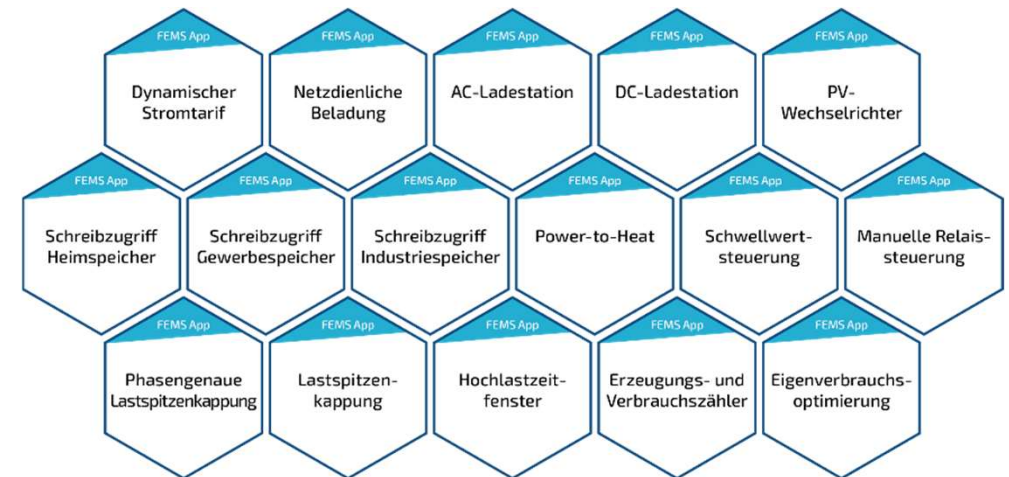 FEMS App
Dynamischer
Stromtarif
FEMS App
Netzdienliche
Beladung
FEMS App
AC-Ladestation
FEMS App
DC-Ladestation
FEMS App
PV-
Wechselrichter
FEMS App
Schreibzugriff
Heimspeicher
FEMS App
Schreibzugriff
Gewerbespeicher
FEMS App
Schreibzugriff
Industriespeicher
FEMS App
Power-to-Heat
FEMS App
Schwellwert-
steuerung
FEMS App
Manuelle Relais-
steuerung
FEMS App
Phasengenaue
Lastspitzenkappung
FEMS App
Lastspitzen-
kappung
FEMS App
Hochlastzeit-
fenster
FEMS App
Erzeugungs- und
Verbrauchszähler
FEMS App
Eigenverbrauchs-
optimierung